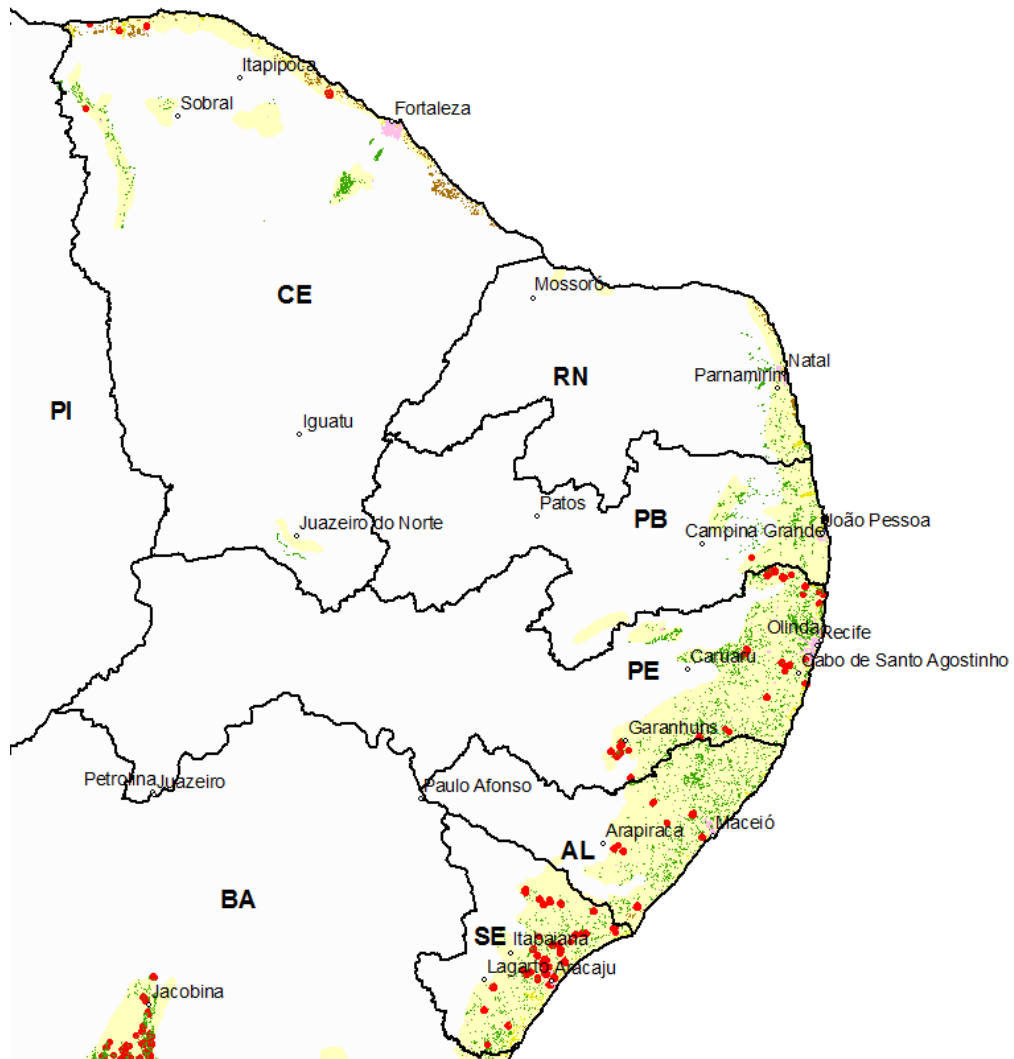 Itapipoca
Sobral
Fortaleza
CE
Mossoró
RN
Natal
Parnamirim
PI
Iguatu
Patos
PB
João Pessoa
Juazeiro do Norte
Campina Grande
Olinda
Recife
PE
Caruaru
Cabo de Santo Agostinho
Garanhuns
Petrolina
Juazeiro
Paulo Afonso
Arapiraca
Maceió
AL
BA
SE
Itabaiana
Lagarto
Aracaju
Jacobina